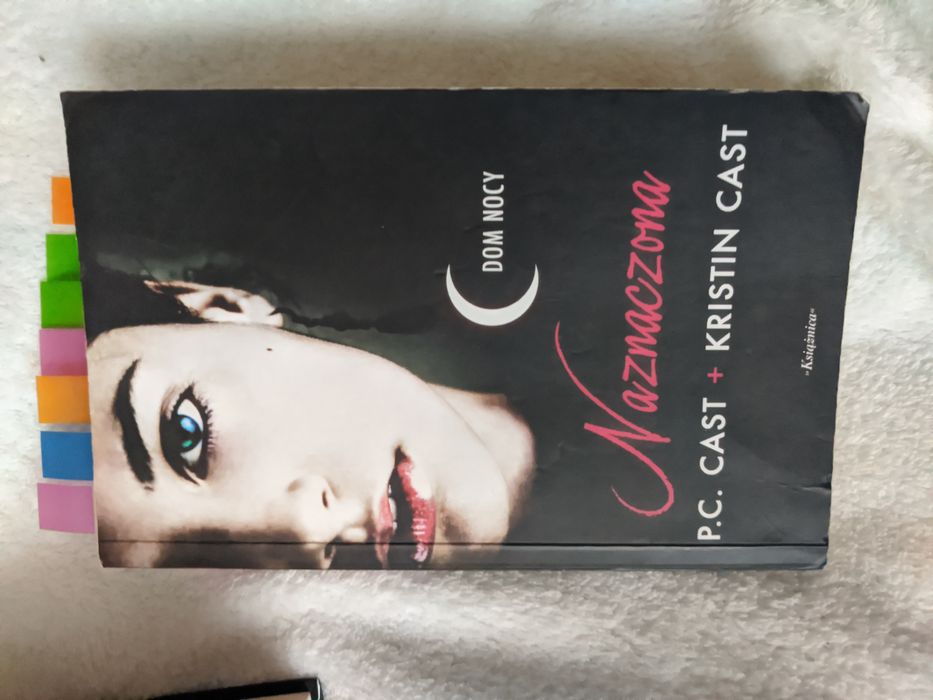 DOM NOCY
Naznaczona
P.C. CAST + KRISTIN CAST
»Książnica«